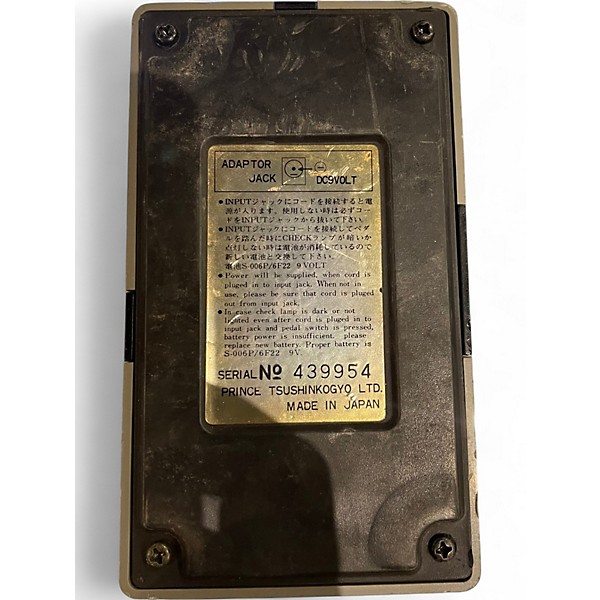 ADAPTOR
JACK DC9VOLT
●INPUTジャックにコードを接続すると電
源が入ります。使用しない時は必ずコー
ドをINPUTジャックから抜いて下さい。
●INPUTジャックにコードを接続してペダ
ルを踏んだ時にCHECKランプが暗いか
点灯しない時は電池が消耗しているので
新しい電池と交換して下さい。
電池S-006P/6F22 9VOLT
●Power will be supplied, when cord is
pluged in to input jack. When not in
use, please be sure that cord is pluged
out from input jack.
●In case check lamp is dark or not
lighted even after cord is pluged in to
input jack and pedal switch is pressed,
battery power is insufficient. please
replace new battery. Proper battery is
S-006P/6F22 9V.
SERIAL № 439954
PRINCE TSUSHINKOGYO LTD.
MADE IN JAPAN